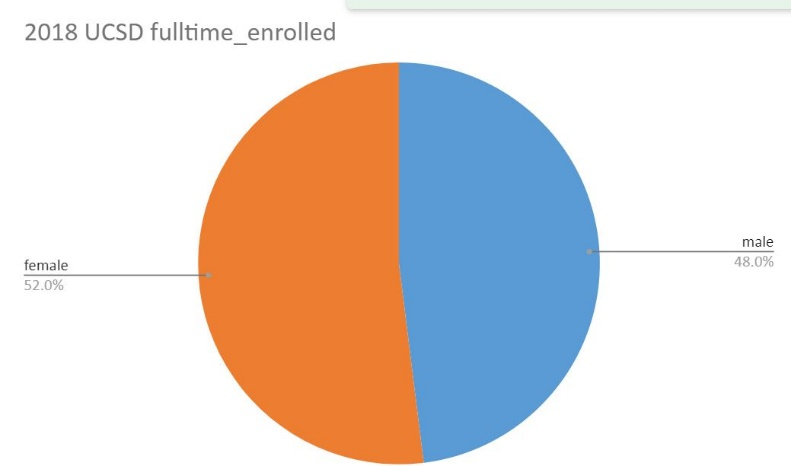 2018 UCSD fulltime_enrolled
male
48.0%
female
52.0%